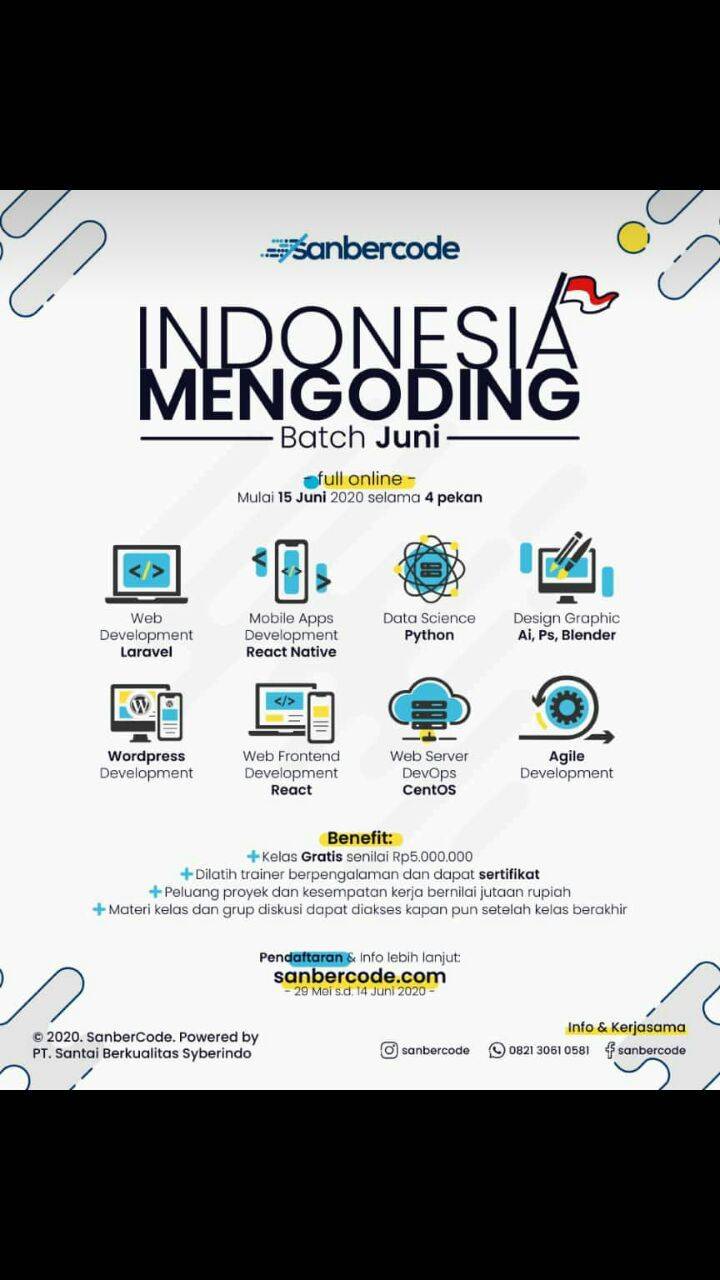 sanbercode
INDONESIA
MENGODING
Batch Juni
- full online -
Mulai 15 Juni 2020 selama 4 pekan
Web
Development
Laravel
Mobile Apps
Development
React Native
Data Science
Python
Design Graphic
Ai, Ps, Blender
Wordpress
Development
Web Frontend
Development
React
Web Server
DevOps
CentOS
Agile
Development
Benefit:
+Kelas Gratis senilai Rp5.000.000
+Dilatih trainer berpengalaman dan dapat sertifikat
+Peluang proyek dan kesempatan kerja bernilai jutaan rupiah
+Materi kelas dan grup diskusi dapat diakses kapan pun setelah kelas berakhir
Pendaftaran & Info lebih lanjut:
sanbercode.com
- 29 Mei s.d. 14 Juni 2020 -
© 2020. SanberCode. Powered by
PT. Santai Berkualitas Syberindo
Info & Kerjasama
sanbercode 0821 3061 0581 sanbercode